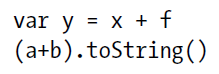 var y = x + f
(a+b).toString()